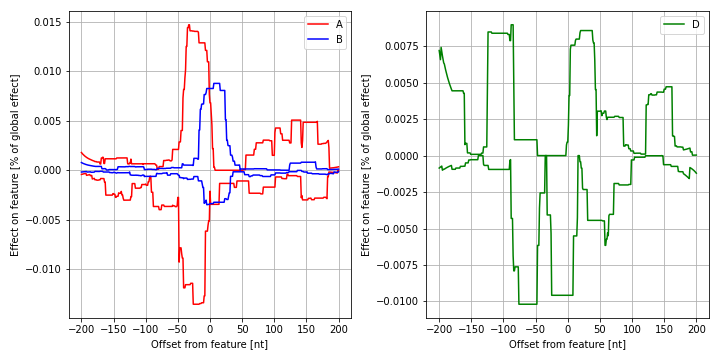 Effect on feature [% of global effect]
0.015
0.010
0.005
0.000
−0.005
−0.010
A
B
−200 −150 −100 −50 0 50 100 150 200
Offset from feature [nt]
Effect on feature [% of global effect]
0.0075
0.0050
0.0025
0.0000
−0.0025
−0.0050
−0.0075
−0.0100
D
−200 −150 −100 −50 0 50 100 150 200
Offset from feature [nt]